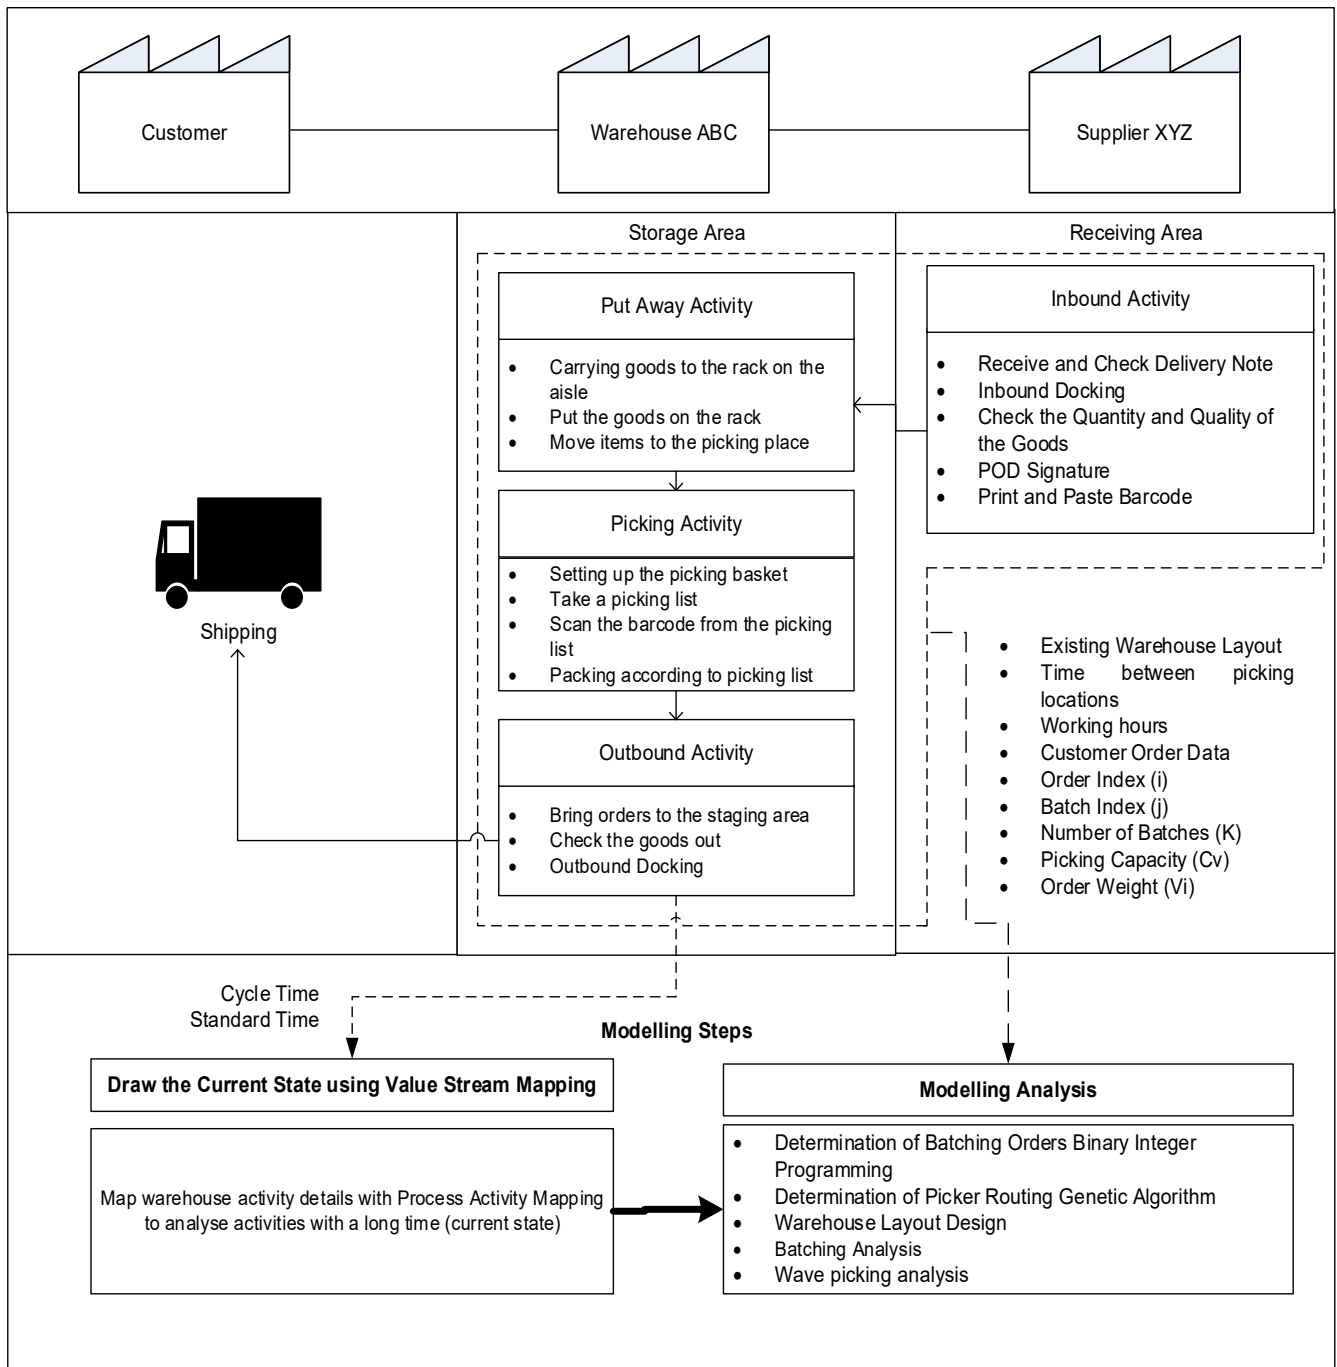 Customer
Warehouse ABC
Supplier XYZ
Storage Area
Receiving Area
Put Away Activity
• Carrying goods to the rack on the
aisle
• Put the goods on the rack
• Move items to the picking place
Inbound Activity
• Receive and Check Delivery Note
• Inbound Docking
• Check the Quantity and Quality of
the Goods
• POD Signature
• Print and Paste Barcode
Picking Activity
• Setting up the picking basket
• Take a picking list
• Scan the barcode from the picking
list
• Packing according to picking list
Shipping
Outbound Activity
• Bring orders to the staging area
• Check the goods out
• Outbound Docking
• Existing Warehouse Layout
• Time between picking
locations
• Working hours
• Customer Order Data
• Order Index (i)
• Batch Index (j)
• Number of Batches (K)
• Picking Capacity (Cv)
• Order Weight (Vi)
Cycle Time
Standard Time
Modelling Steps
Draw the Current State using Value Stream Mapping
Map warehouse activity details with Process Activity Mapping
to analyse activities with a long time (current state)
Modelling Analysis
• Determination of Batching Orders Binary Integer
Programming
• Determination of Picker Routing Genetic Algorithm
• Warehouse Layout Design
• Batching Analysis
• Wave picking analysis